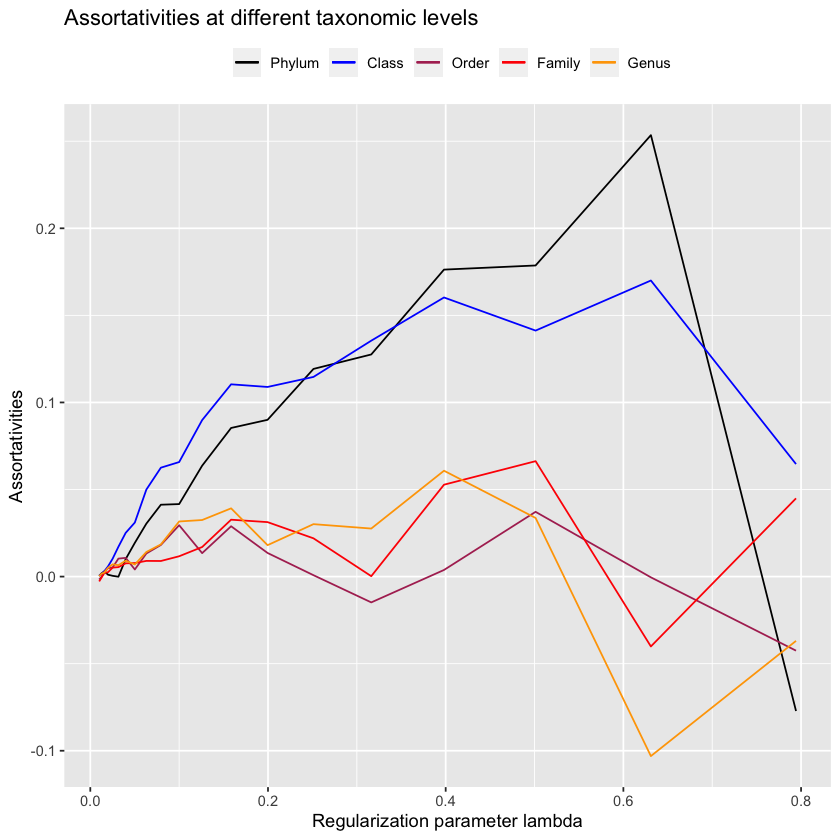 Assortativities at different taxonomic levels
Phylum Class Order Family Genus
Assortativities
0.2
0.1
0.0
-0.1
0.0 0.2 0.4 0.6 0.8
Regularization parameter lambda